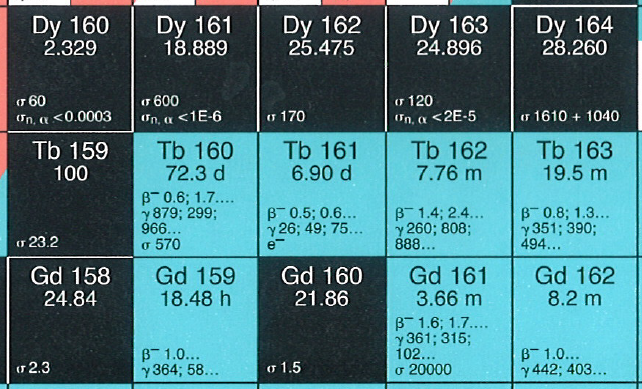 Dy 160
2.329
σ 60
σn, α <0.0003
Dy 161
18.889
σ 600
σn, α <1E-6
Dy 162
25.475
σ 170
Dy 163
24.896
σ 120
σn, α <2E-5
Dy 164
28.260
σ 1610 + 1040
Tb 159
100
σ 23.2
Tb 160
72.3 d
β⁻ 0.6; 1.7....
γ 879; 299;
966...
σ 570
Tb 161
6.90 d
β⁻ 0.5; 0.6...
γ 26; 49; 75...
e⁻
Tb 162
7.76 m
β⁻ 1.4; 2.4...
γ 260; 808;
888...
Tb 163
19.5 m
β⁻ 0.8; 1.3...
γ 351; 390;
494...
Gd 158
24.84
σ 2.3
Gd 159
18.48 h
β⁻ 1.0...
γ 364; 58...
Gd 160
21.86
σ 1.5
Gd 161
3.66 m
β⁻ 1.6; 1.7....
γ 361; 315;
102...
σ 20000
Gd 162
8.2 m
β⁻ 1.0...
γ 442; 403...